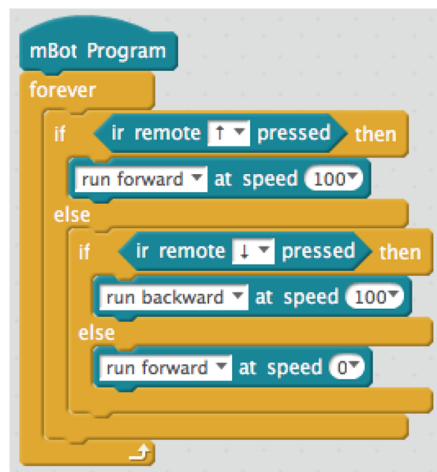 mBot Program
forever
if ir remote ↑ pressed then
run forward at speed 100
else
if ir remote ↓ pressed then
run backward at speed 100
else
run forward at speed 0